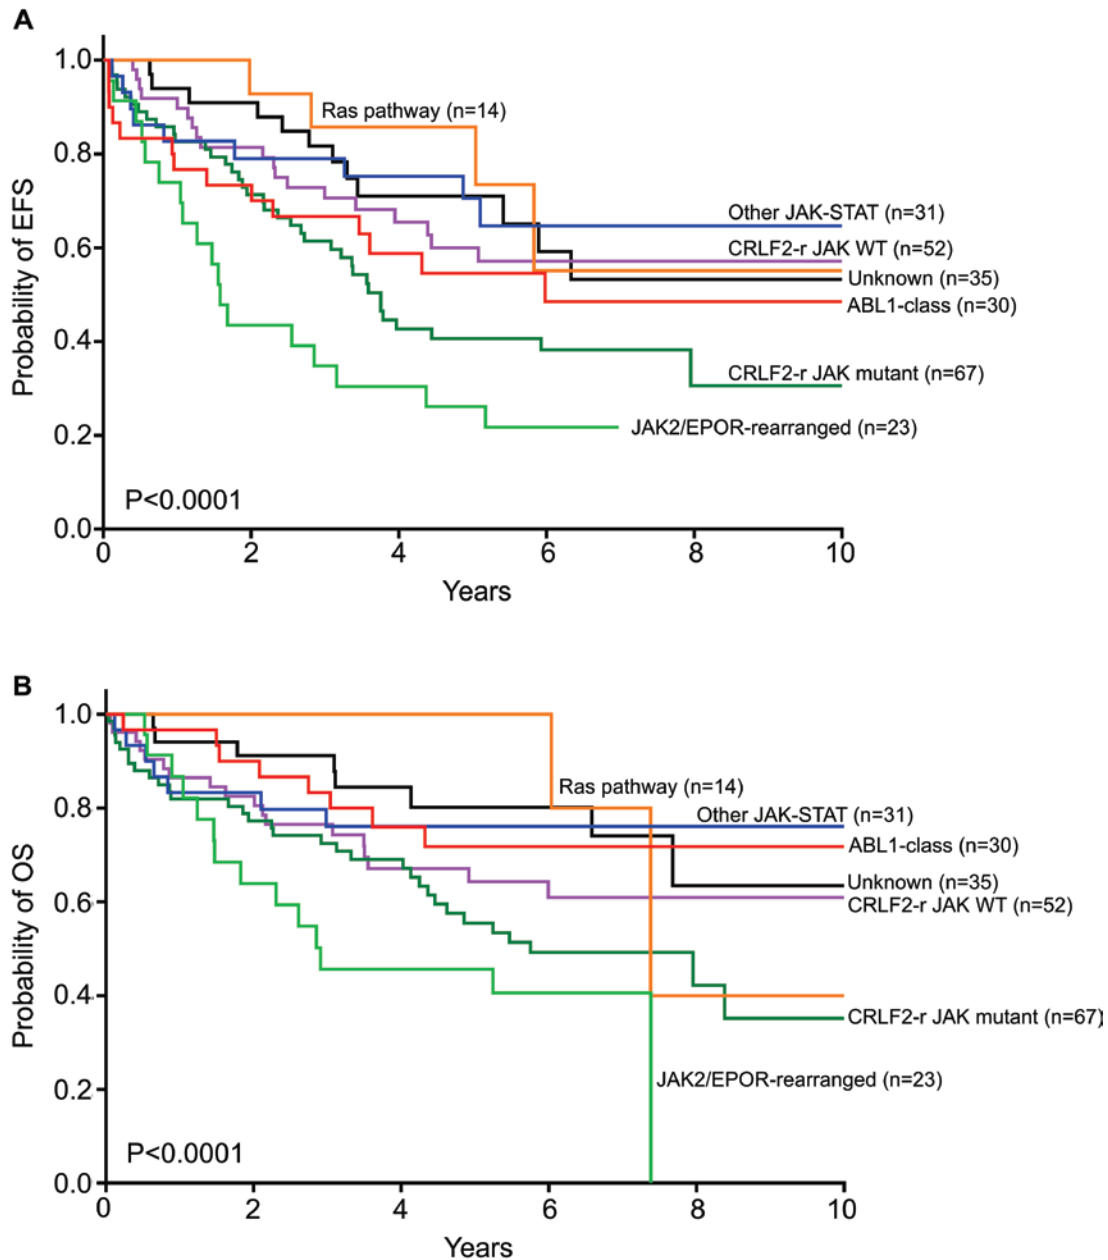 A
Probability of EFS
1.0
0.8
0.6
0.4
0.2
0.0
Ras pathway (n=14)
Other JAK-STAT (n=31)
CRLF2-r JAK WT (n=52)
Unknown (n=35)
ABL1-class (n=30)
CRLF2-r JAK mutant (n=67)
JAK2/EPOR-rearranged (n=23)
P<0.0001
0 2 4 6 8 10
Years
B
Probability of OS
1.0
0.8
0.6
0.4
0.2
0.0
Ras pathway (n=14)
Other JAK-STAT (n=31)
ABL1-class (n=30)
Unknown (n=35)
CRLF2-r JAK WT (n=52)
CRLF2-r JAK mutant (n=67)
JAK2/EPOR-rearranged (n=23)
P<0.0001
0 2 4 6 8 10
Years